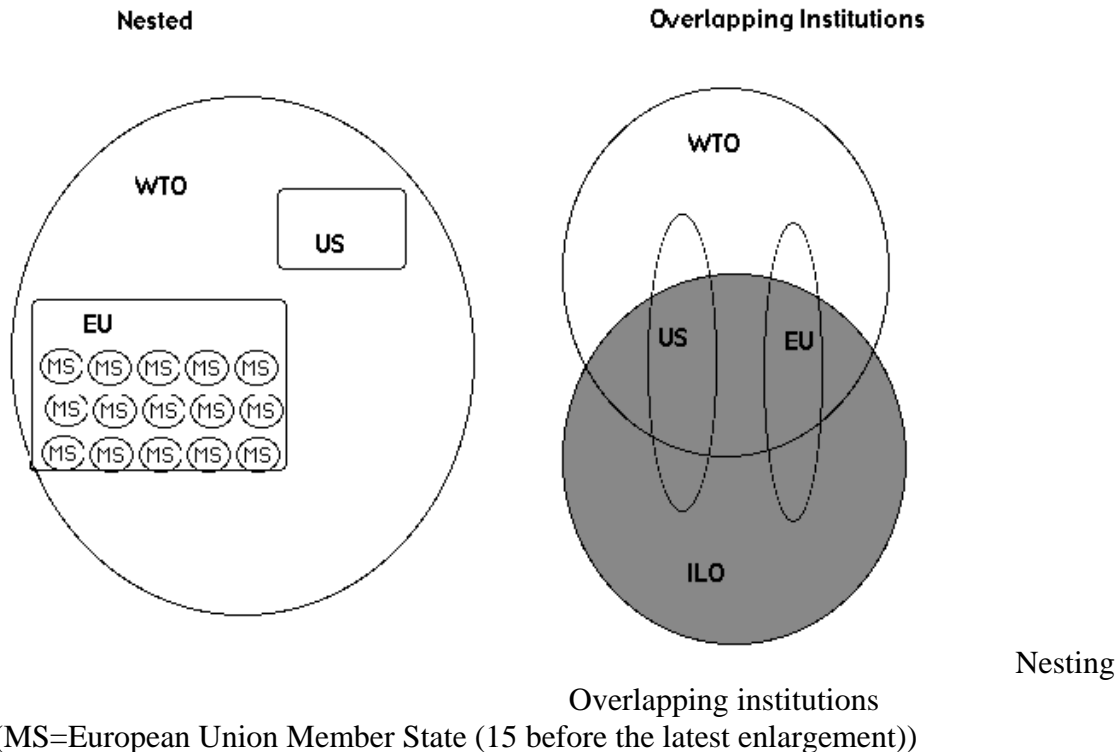 Nested
Overlapping Institutions
WTO
US
EU
MS MS MS MS MS
MS MS MS MS MS
MS MS MS MS MS
WTO
US EU
ILO
Nesting
Overlapping institutions
(MS=European Union Member State (15 before the latest enlargement))